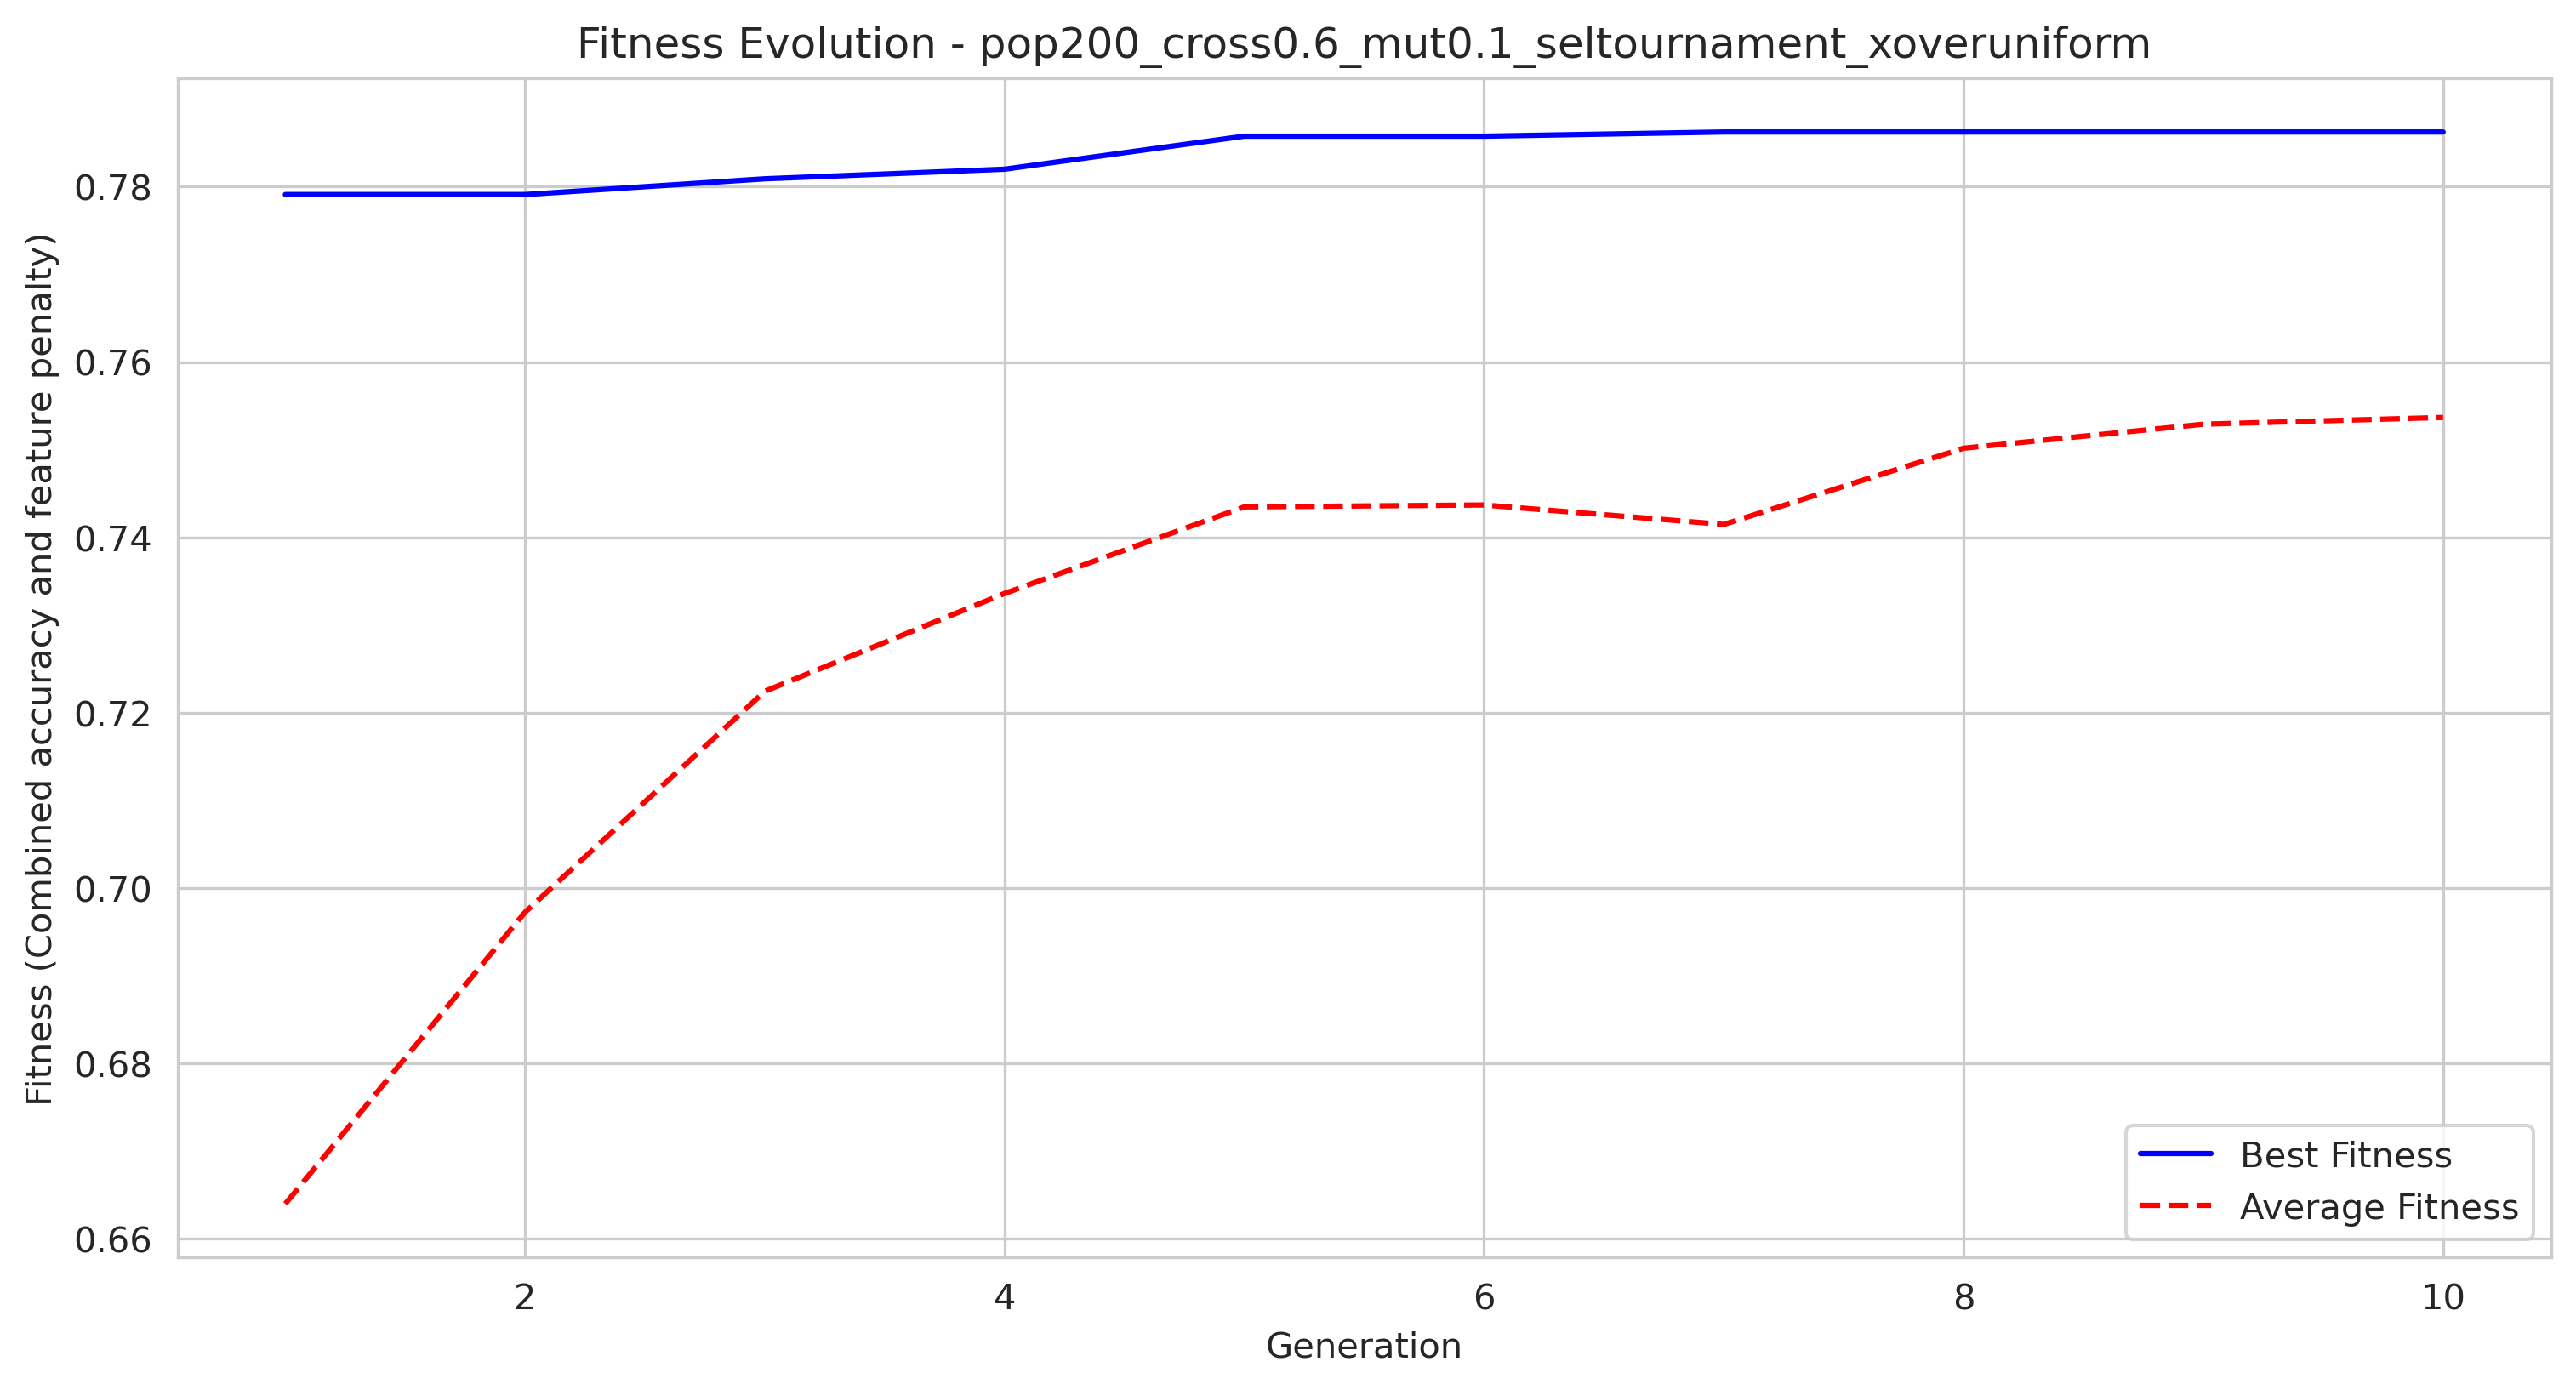 Fitness Evolution - pop200_cross0.6_mut0.1_seltournament_xoveruniform
Fitness (Combined accuracy and feature penalty)
0.78
0.76
0.74
0.72
0.70
0.68
0.66
2 4 6 8 10
Generation
Best Fitness
Average Fitness